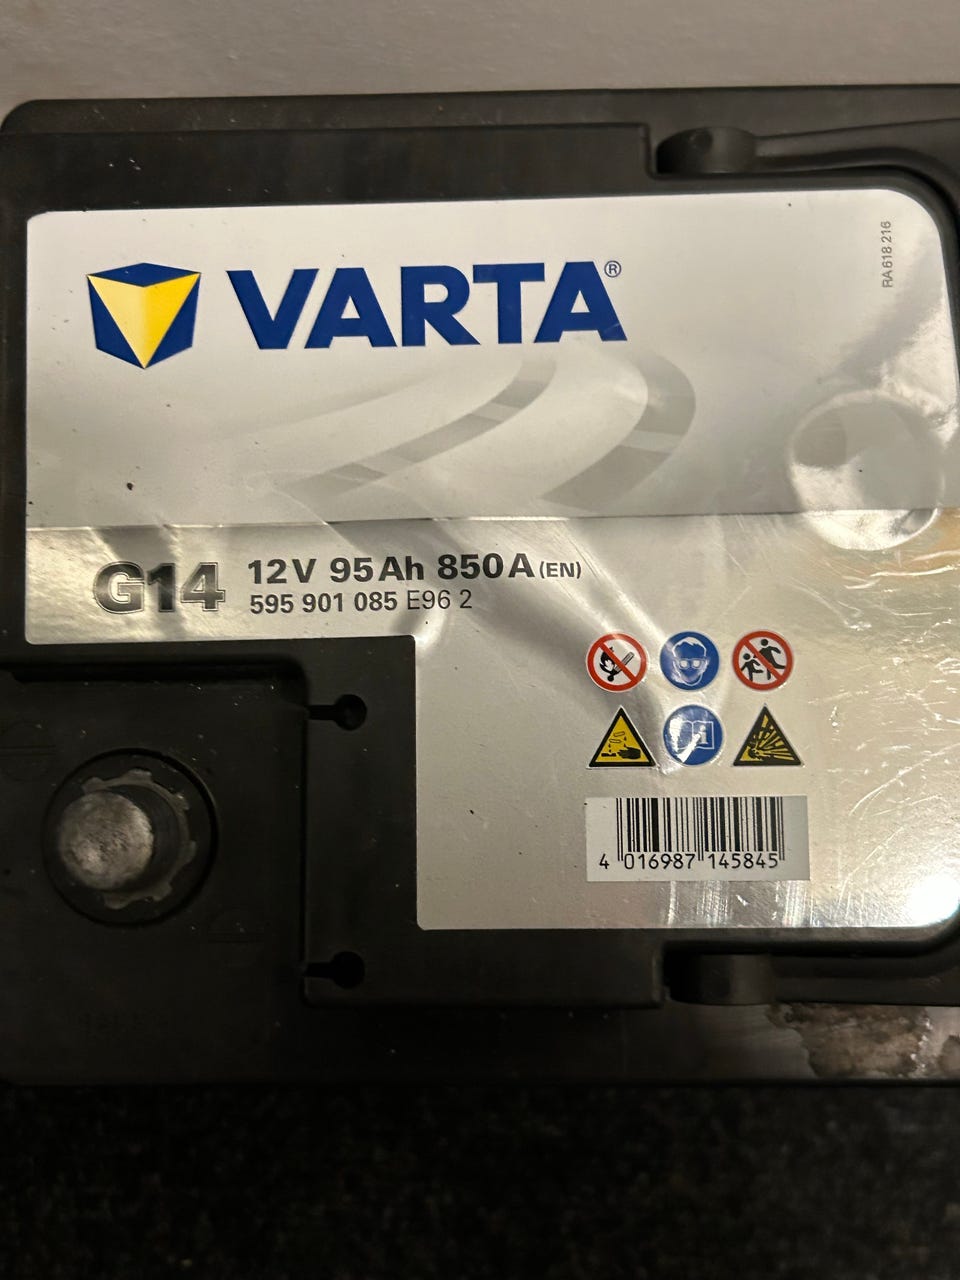 VARTA®
RA 618 216
G14 12V 95Ah 850A (EN)
595 901 085 E96 2
4 016987 145845